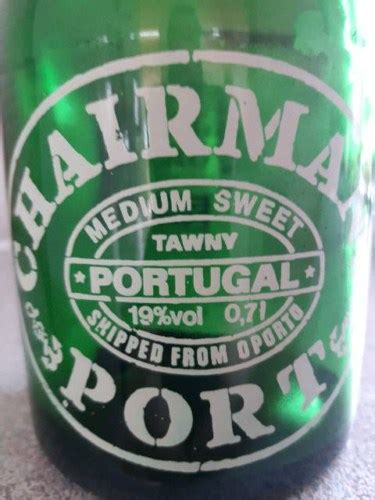 CHAIRMA
MEDIUM SWEET
TAWNY
★ PORTUGAL ★
19%vol 0,7l
SHIPPED FROM OPORTO
PORT